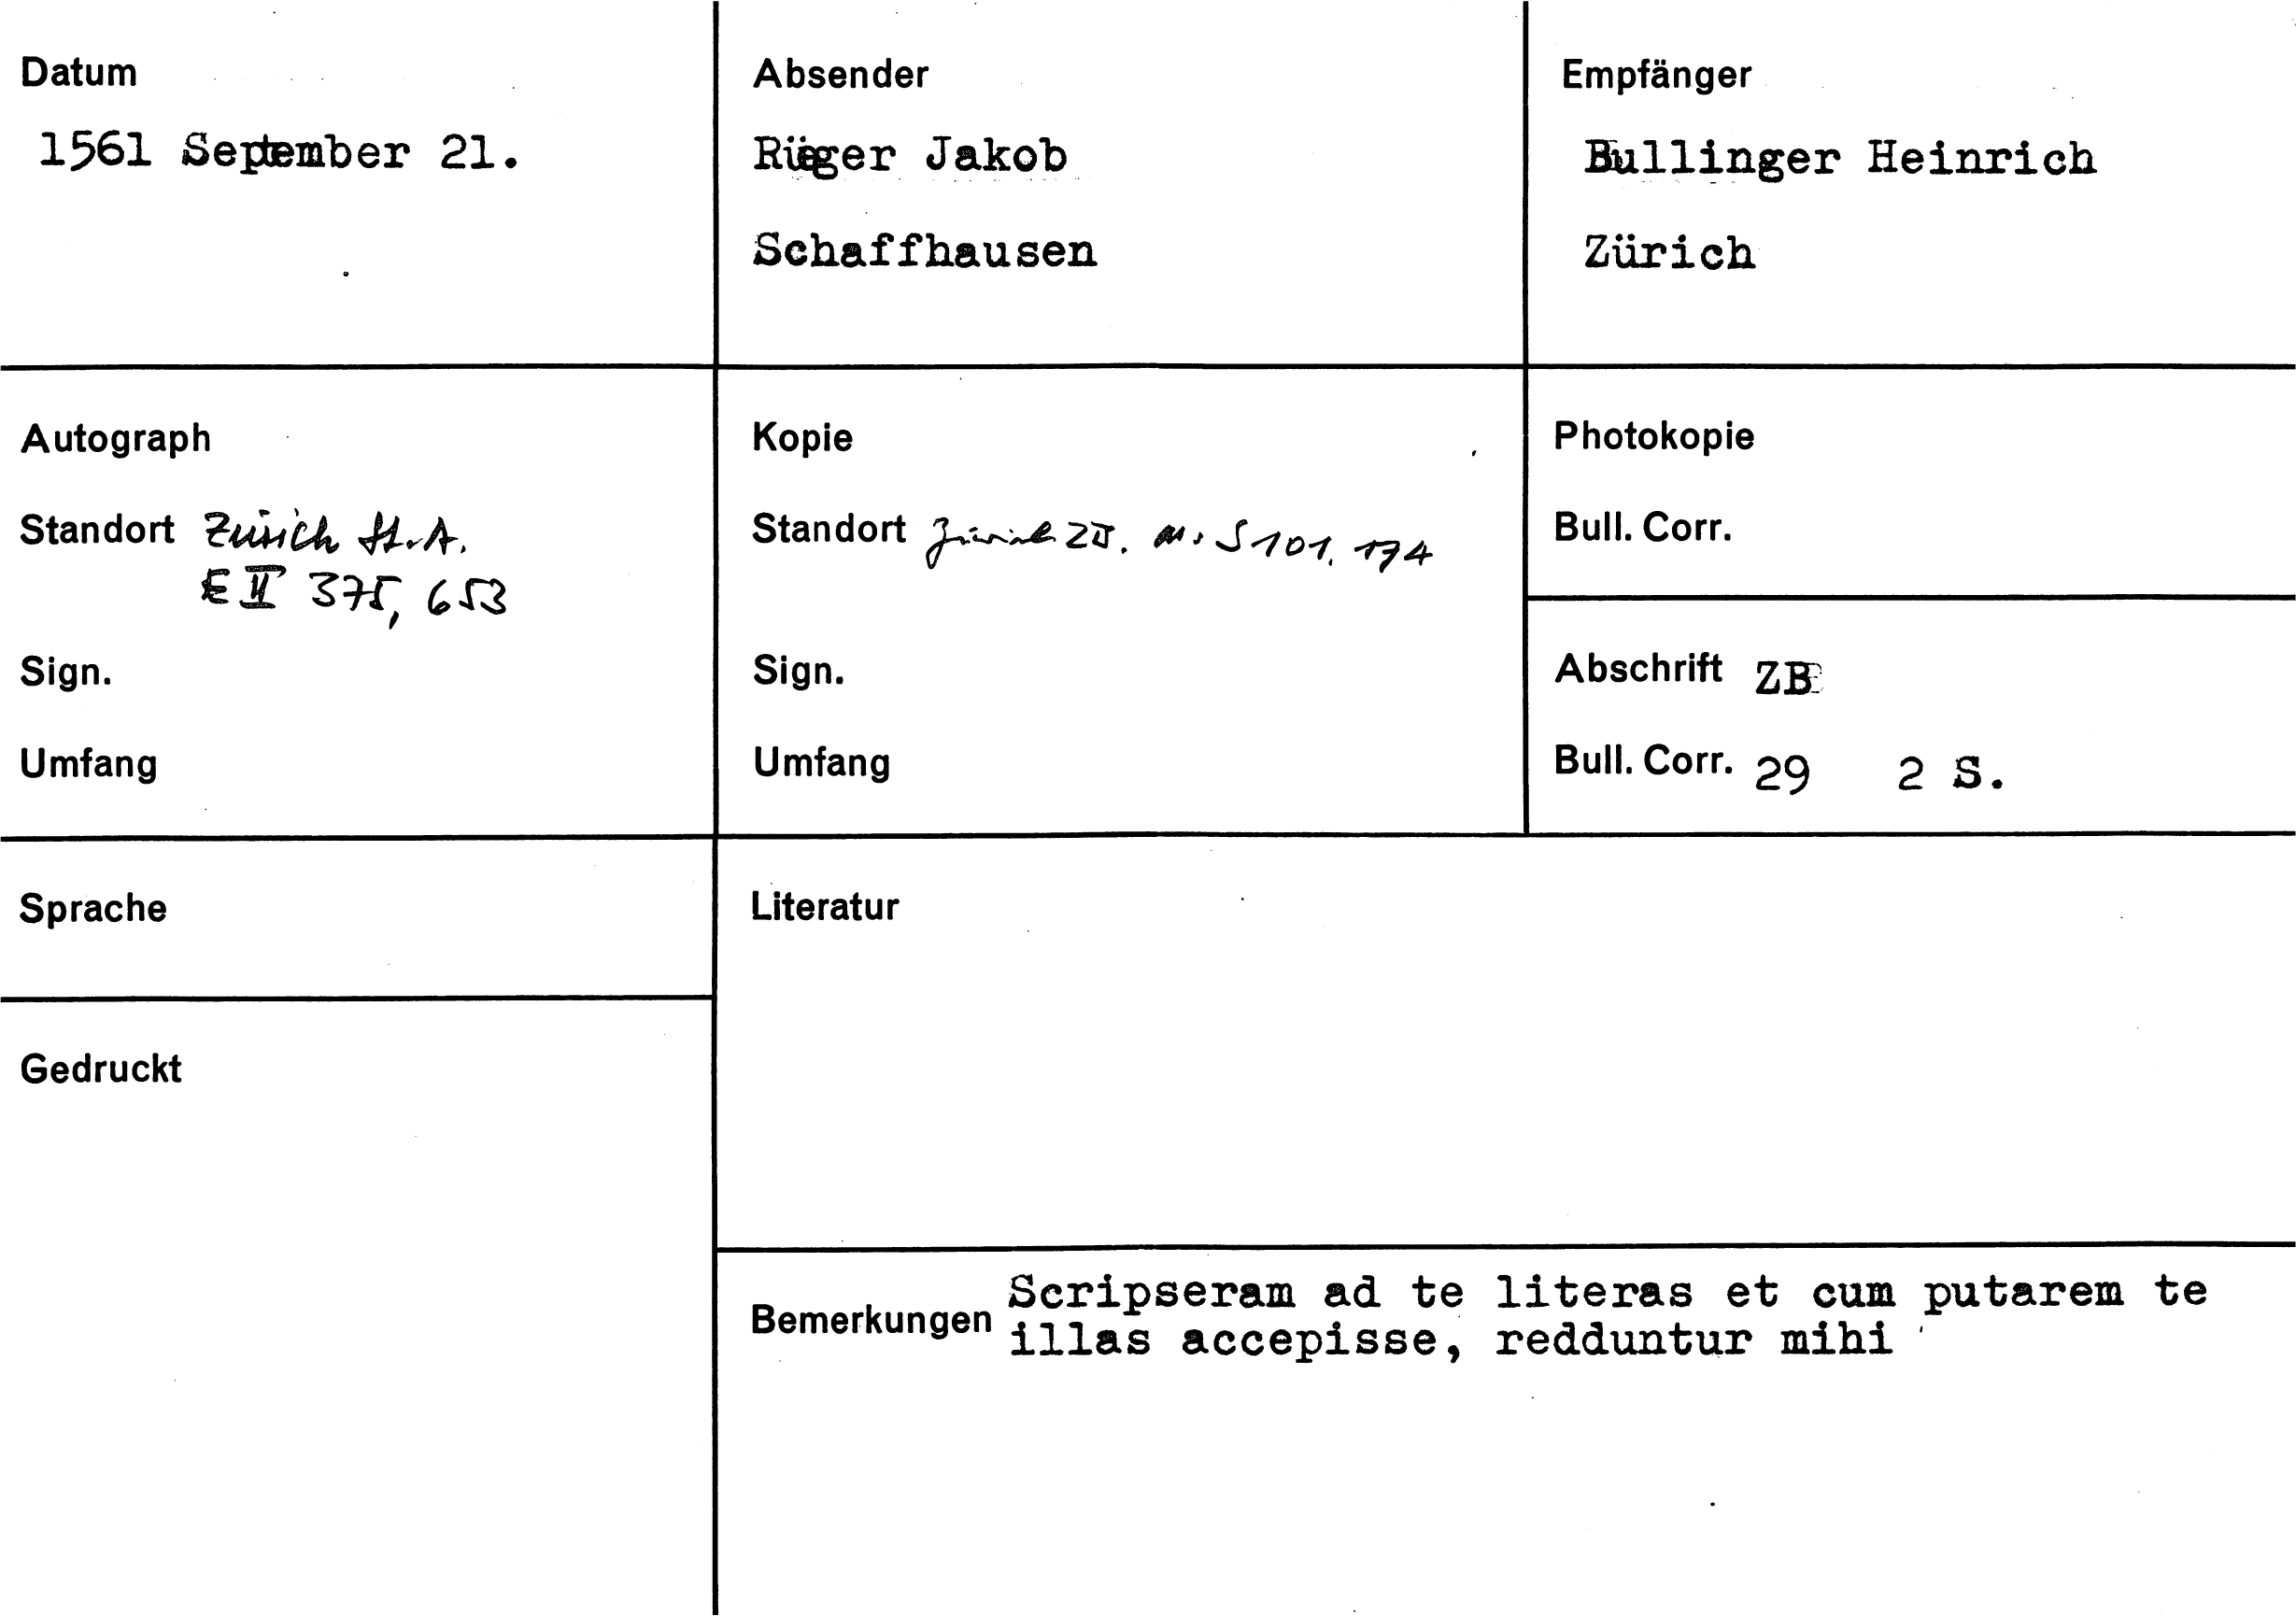 Datum
1561 September 21.
Absender
Rüeger Jakob
Schaffhausen
Empfänger
Bullinger Heinrich
Zürich
Autograph
Standort Zürich St.A.
E II 375, 653
Sign.
Umfang
Kopie
Standort Zürich ZB. Ms S 101, 174
Sign.
Umfang
Photokopie
Bull. Corr.
Abschrift ZB
Bull. Corr. 29 2 S.
Sprache
Literatur
Gedruckt
Bemerkungen Scripseram ad te literas et cum putarem te
illas accepisse, redduntur mihi